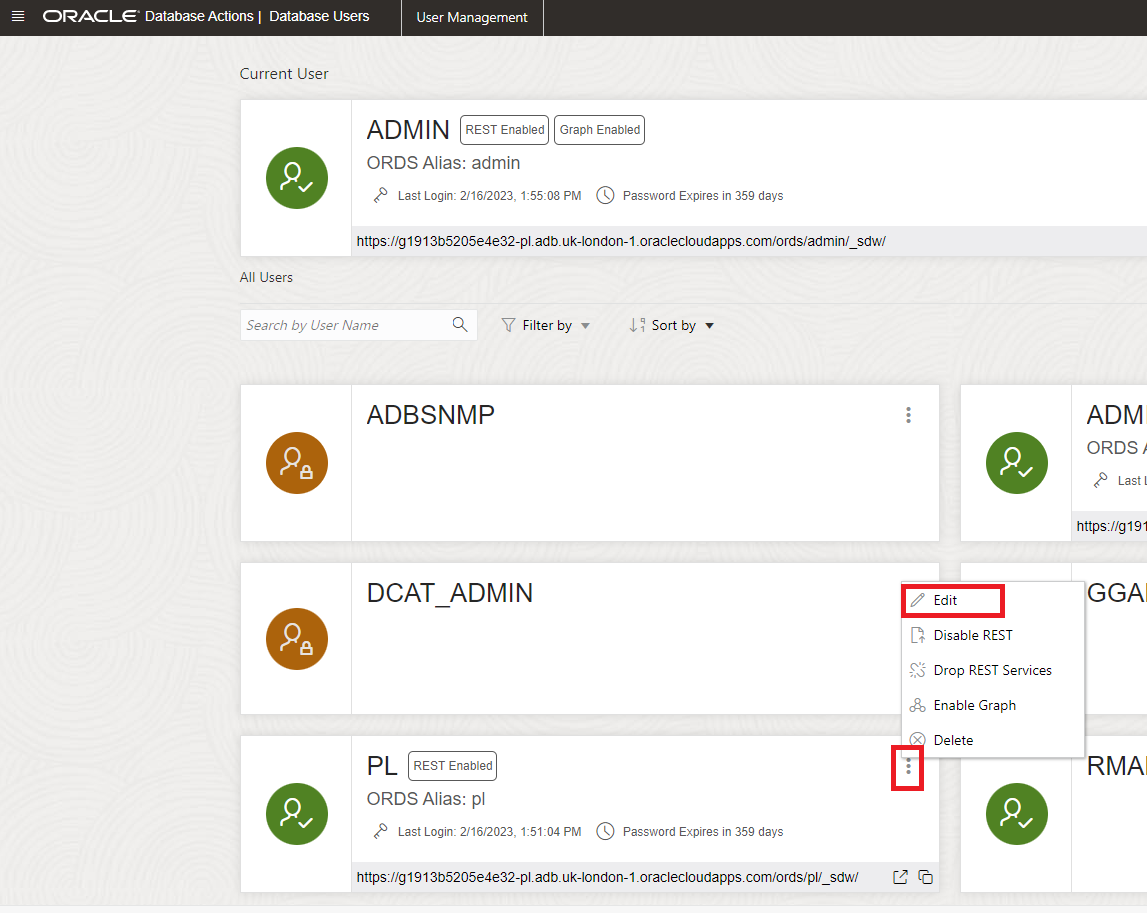 ORACLE Database Actions | Database Users User Management
Current User
ADMIN REST Enabled Graph Enabled
ORDS Alias: admin
Last Login: 2/16/2023, 1:55:08 PM Password Expires in 359 days
https://g1913b5205e4e32-pl.adb.uk-london-1.oraclecloudapps.com/ords/admin/_sdw/
All Users
Search by User Name Filter by Sort by
ADBSNMP
ADMI
ORDS A
Last L
https://g191
DCAT_ADMIN
GGAD
Edit
Disable REST
Drop REST Services
Enable Graph
Delete
PL REST Enabled
ORDS Alias: pl
Last Login: 2/16/2023, 1:51:04 PM Password Expires in 359 days
https://g1913b5205e4e32-pl.adb.uk-london-1.oraclecloudapps.com/ords/pl/_sdw/
RMAN